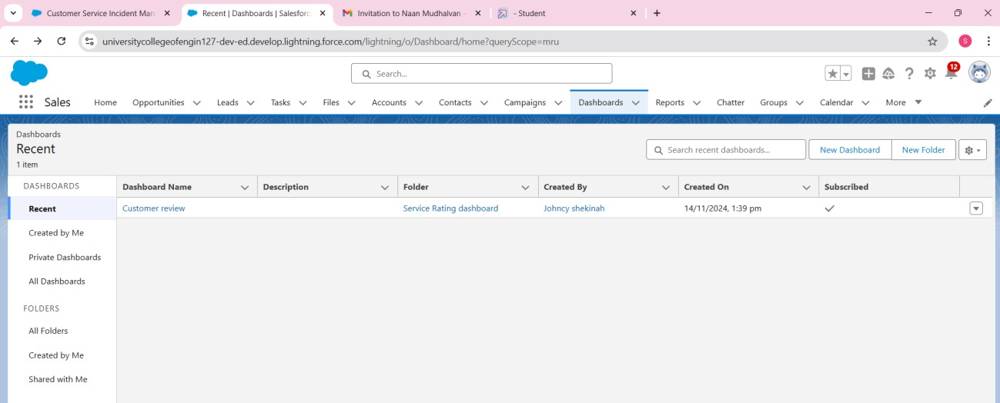 Customer Service Incident Man
Recent | Dashboards | Salesforc
Invitation to Naan Mudhalvan -
- Student
universitycollegeofengin127-dev-ed.develop.lightning.force.com/lightning/o/Dashboard/home?queryScope=mru
S
Search...
12
Sales Home Opportunities Leads Tasks Files Accounts Contacts Campaigns Dashboards Reports Chatter Groups Calendar More
Dashboards
Recent
1 item
Search recent dashboards...
New Dashboard
New Folder
DASHBOARDS
Recent
Created by Me
Private Dashboards
All Dashboards
FOLDERS
All Folders
Created by Me
Shared with Me
Dashboard Name Description Folder Created By Created On Subscribed
Customer review Service Rating dashboard Johncy shekinah 14/11/2024, 1:39 pm